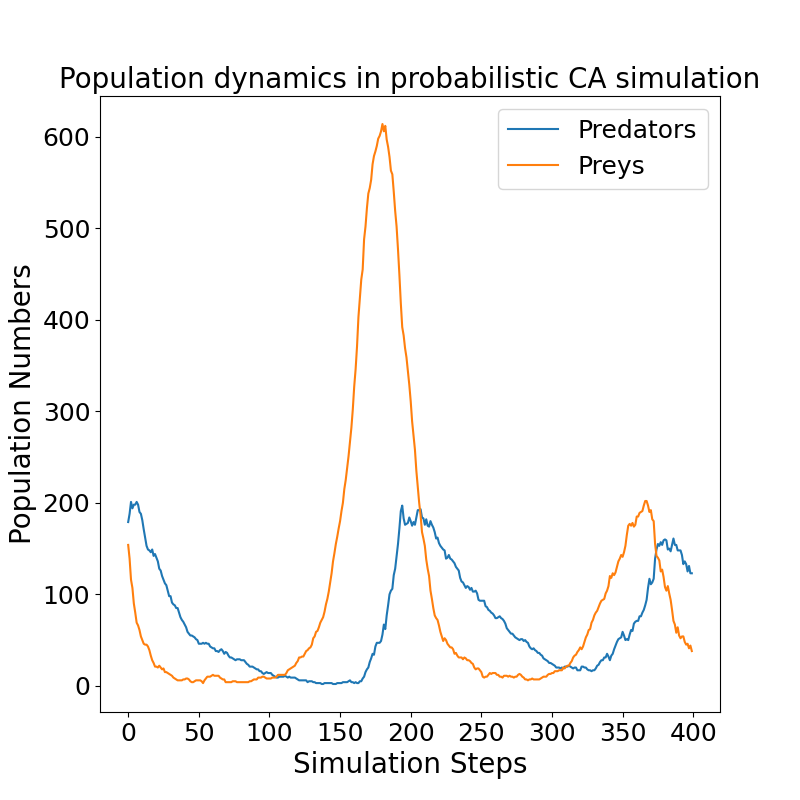 Population dynamics in probabilistic CA simulation
Predators
Preys
600
500
400
300
200
100
0
Population Numbers
0 50 100 150 200 250 300 350 400
Simulation Steps